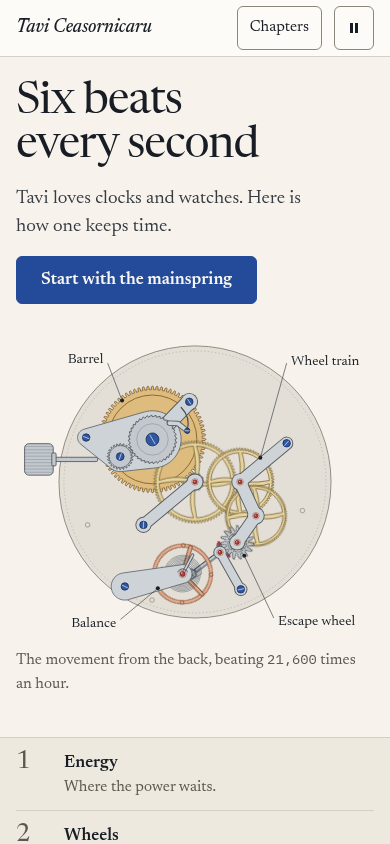 Tavi Ceasornicaru
Chapters
Six beats
every second
Tavi loves clocks and watches. Here is
how one keeps time.
Start with the mainspring
Barrel
Wheel train
Balance
Escape wheel
The movement from the back, beating 21,600 times
an hour.
1
Energy
Where the power waits.
2
Wheels